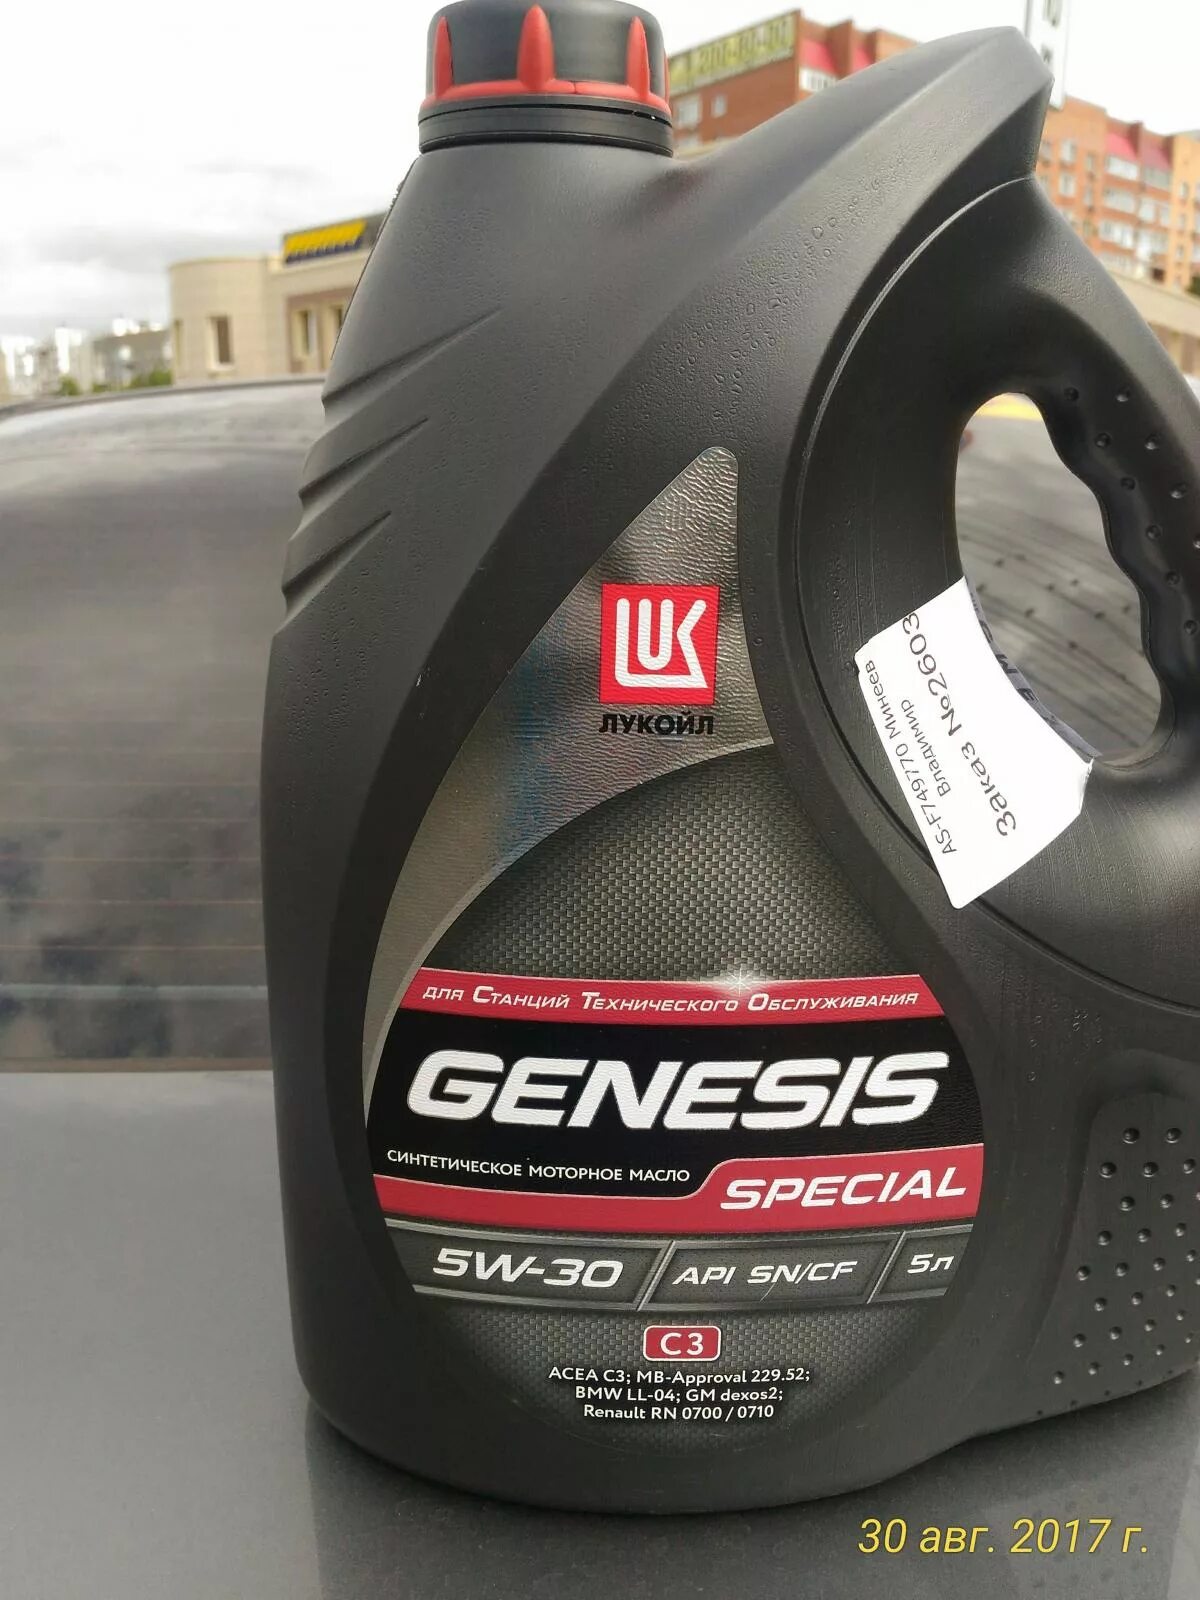 LUK
ЛУКОЙЛ
AS-F749770 Минеев
Владимир
Заказ №2603
для Станций Технического Обслуживания
GENESIS
СИНТЕТИЧЕСКОЕ МОТОРНОЕ МАСЛО
SPECIAL
5W-30
API SN/CF
5л
C3
ACEA C3; MB-Approval 229.52;
BMW LL-04; GM dexos2;
Renault RN 0700 / 0710
30 авг. 2017 г.